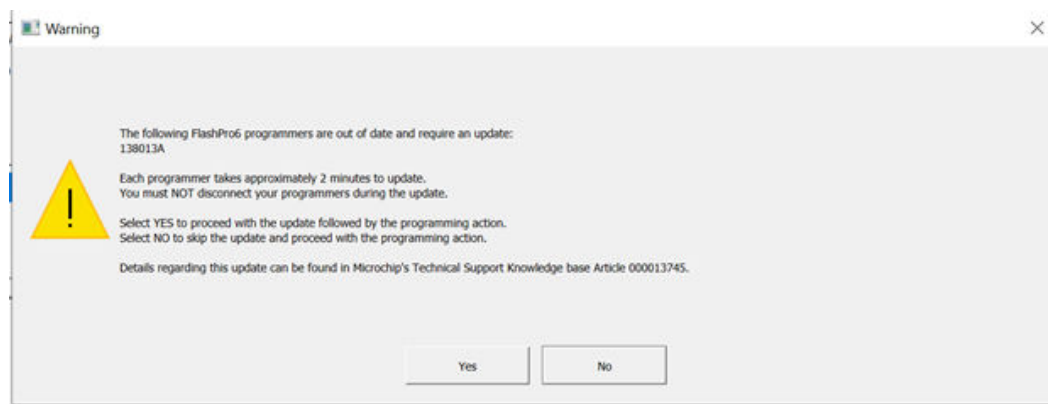 Warning
The following FlashPro6 programmers are out of date and require an update:
138013A
Each programmer takes approximately 2 minutes to update.
You must NOT disconnect your programmers during the update.
Select YES to proceed with the update followed by the programming action.
Select NO to skip the update and proceed with the programming action.
Details regarding this update can be found in Microchip's Technical Support Knowledge base Article 000013745.
Yes
No